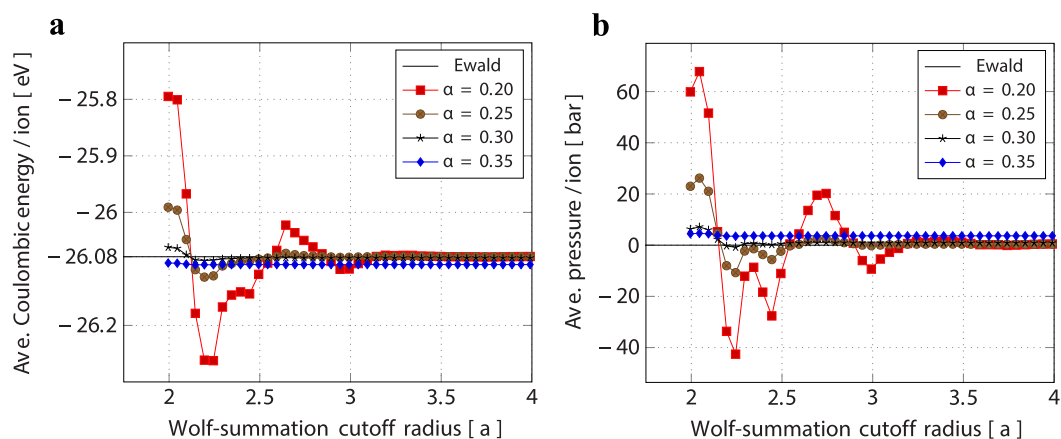 a
Ave. Coulombic energy / ion [ eV ]
− 25.8
− 25.9
− 26
− 26.08
− 26.2
Ewald
α = 0.20
α = 0.25
α = 0.30
α = 0.35
2
2.5
3
3.5
4
Wolf-summation cutoff radius [ a ]
b
Ave. pressure / ion [ bar ]
60
40
20
0
− 20
− 40
Ewald
α = 0.20
α = 0.25
α = 0.30
α = 0.35
2
2.5
3
3.5
4
Wolf-summation cutoff radius [ a ]